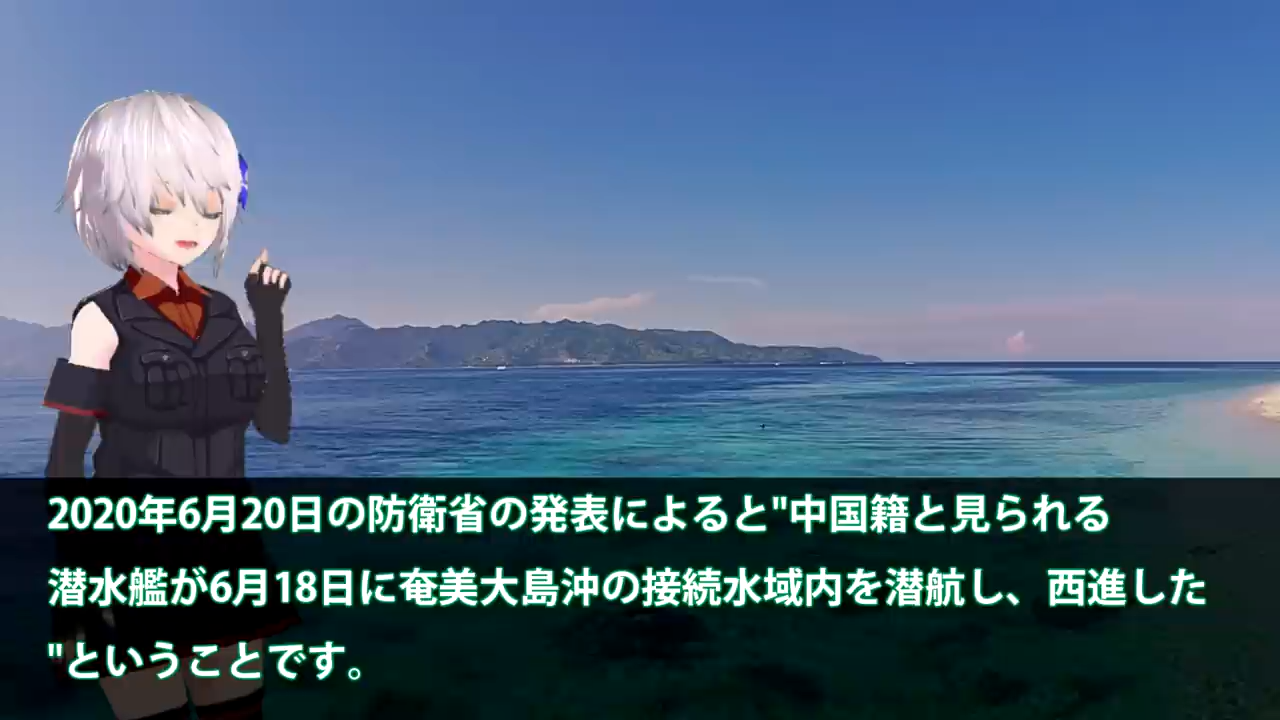 2020年6月20日の防衛省の発表によると"中国籍と見られる
潜水艦が6月18日に奄美大島沖の接続水域内を潜航し、西進した
"ということです。